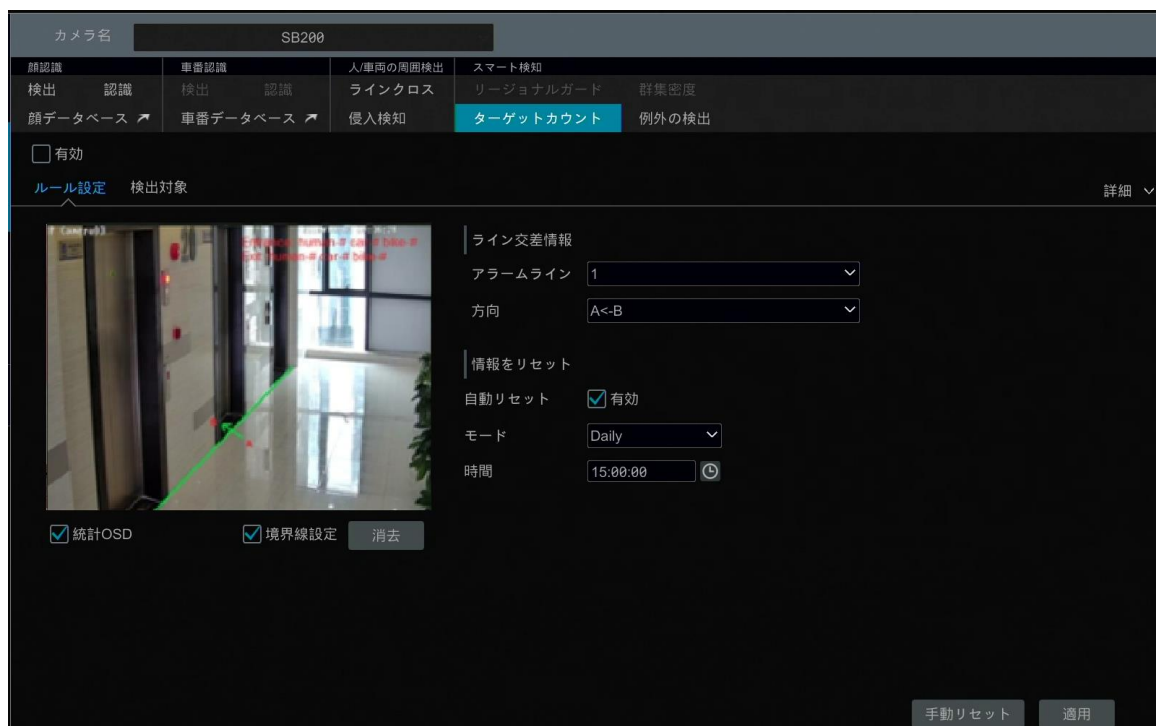 カメラ名 SB200
顔認識 車番認識 人/車両の周囲検出 スマート検知
検出 認識 検出 認識 ラインクロス リージョナルガード 群集密度
顔データベース 車番データベース 侵入検知 ターゲットカウント 例外の検出
有効
ルール設定 検出対象 詳細
Entrance: human-# car-# bike-#
Exit: human-# car-# bike-#
ライン交差情報
アラームライン 1
方向 A<-B
情報をリセット
自動リセット 有効
モード Daily
時間 15:00:00
統計OSD 境界線設定 消去
手動リセット 適用